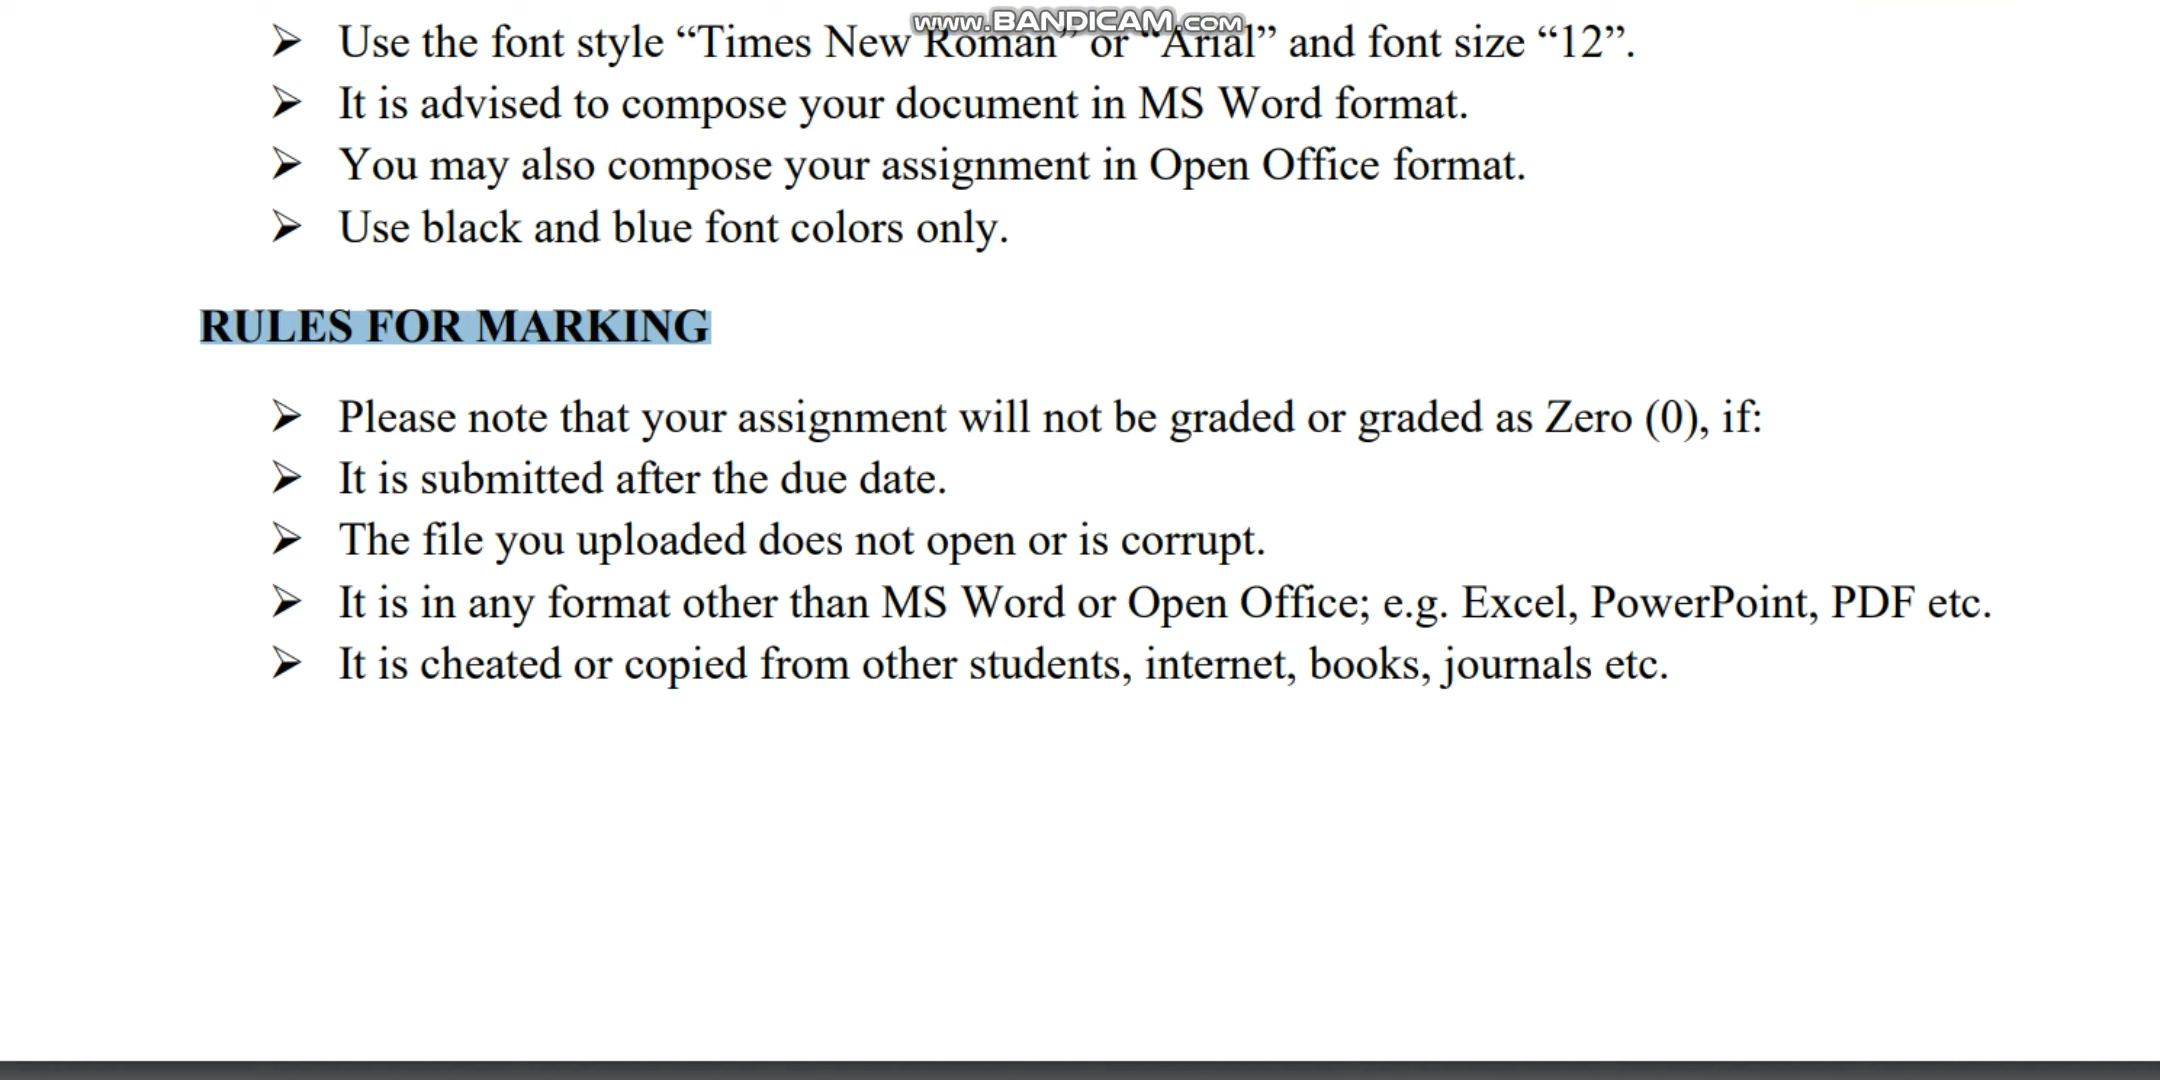 www.BANDICAM.com
➢ Use the font style “Times New Roman” or “Arial” and font size “12”.
➢ It is advised to compose your document in MS Word format.
➢ You may also compose your assignment in Open Office format.
➢ Use black and blue font colors only.
RULES FOR MARKING
➢ Please note that your assignment will not be graded or graded as Zero (0), if:
➢ It is submitted after the due date.
➢ The file you uploaded does not open or is corrupt.
➢ It is in any format other than MS Word or Open Office; e.g. Excel, PowerPoint, PDF etc.
➢ It is cheated or copied from other students, internet, books, journals etc.